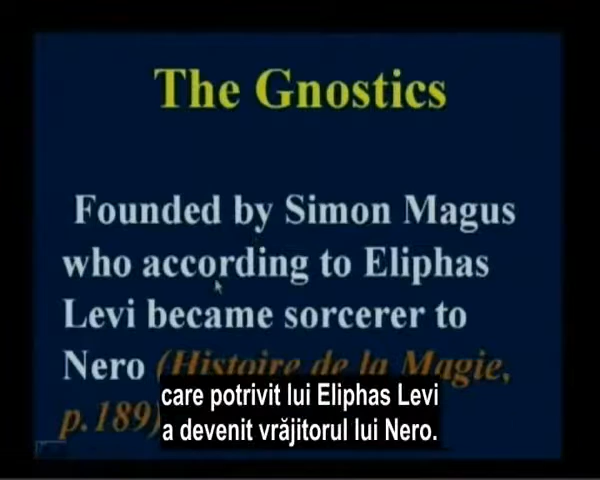 The Gnostics
Founded by Simon Magus
who according to Eliphas
Levi became sorcerer to
Nero (Histoire de la Magie,
p.189)
care potrivit lui Eliphas Levi
a devenit vrăjitorul lui Nero.